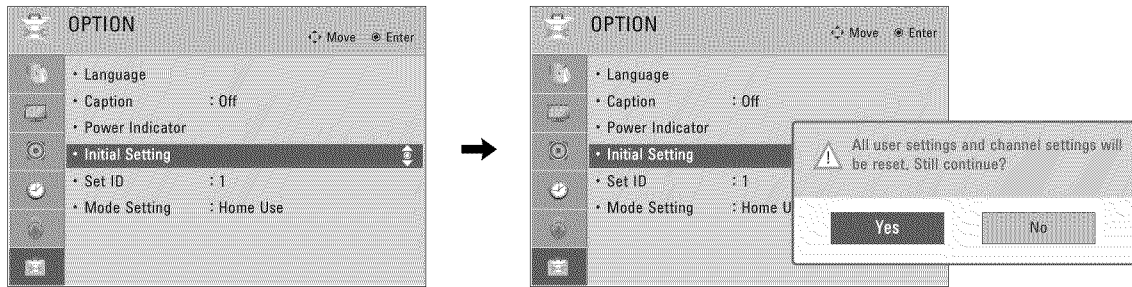 OPTION
Move Enter
• Language
• Caption : Off
• Power Indicator
• Initial Setting
• Set ID : 1
• Mode Setting : Home Use
OPTION
Move Enter
• Language
• Caption : Off
• Power Indicator
• Initial Setting
• Set ID : 1
• Mode Setting : Home U
All user settings and channel settings will
be reset. Still continue?
Yes No